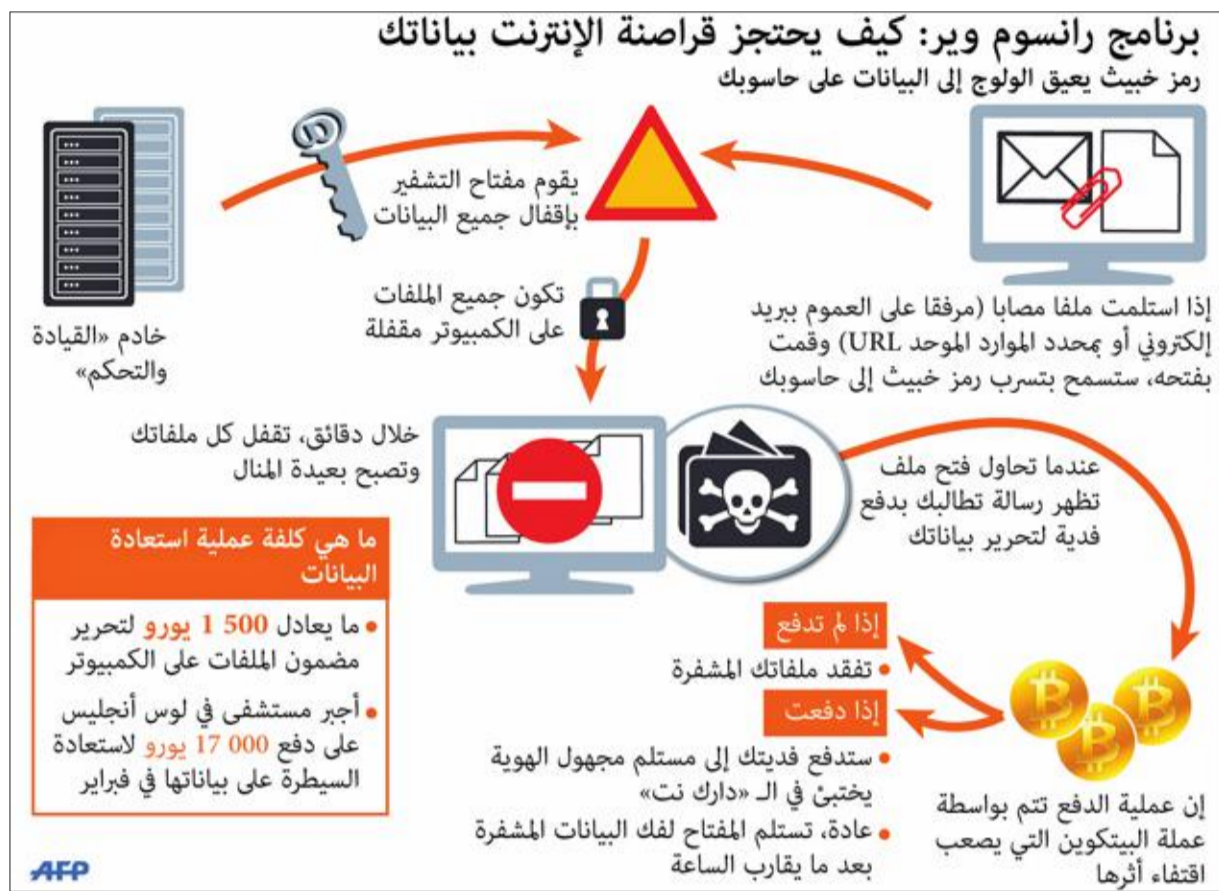 برنامج رانسوم وير: كيف يحتجز قراصنة الإنترنت بياناتك
رمز خبيث يعيق الولوج إلى البيانات على حاسوبك
إذا استلمت ملفا مصابا (مرفقا على العموم ببريد
إلكتروني أو بمحدد الموارد الموحد URL) وقمت
بفتحه، ستسمح بتسرب رمز خبيث إلى حاسوبك
يقوم مفتاح التشفير
بإقفال جميع البيانات
خادم «القيادة
والتحكم»
تكون جميع الملفات
على الكمبيوتر مقفلة
خلال دقائق، تقفل كل ملفاتك
وتصبح بعيدة المنال
عندما تحاول فتح ملف
تظهر رسالة تطالبك بدفع
فدية لتحرير بياناتك
إن عملية الدفع تتم بواسطة
عملة البيتكوين التي يصعب
اقتفاء أثرها
إذا لم تدفع
• تفقد ملفاتك المشفرة
إذا دفعت
• ستدفع فديتك إلى مستلم مجهول الهوية
يختبئ في الـ «دارك نت»
• عادة، تستلم المفتاح لفك البيانات المشفرة
بعد ما يقارب الساعة
ما هي كلفة عملية استعادة
البيانات
• ما يعادل 500 1 يورو لتحرير
مضمون الملفات على الكمبيوتر
• أجبر مستشفى في لوس أنجليس
على دفع 000 17 يورو لاستعادة
السيطرة على بياناتها في فبراير
AFP